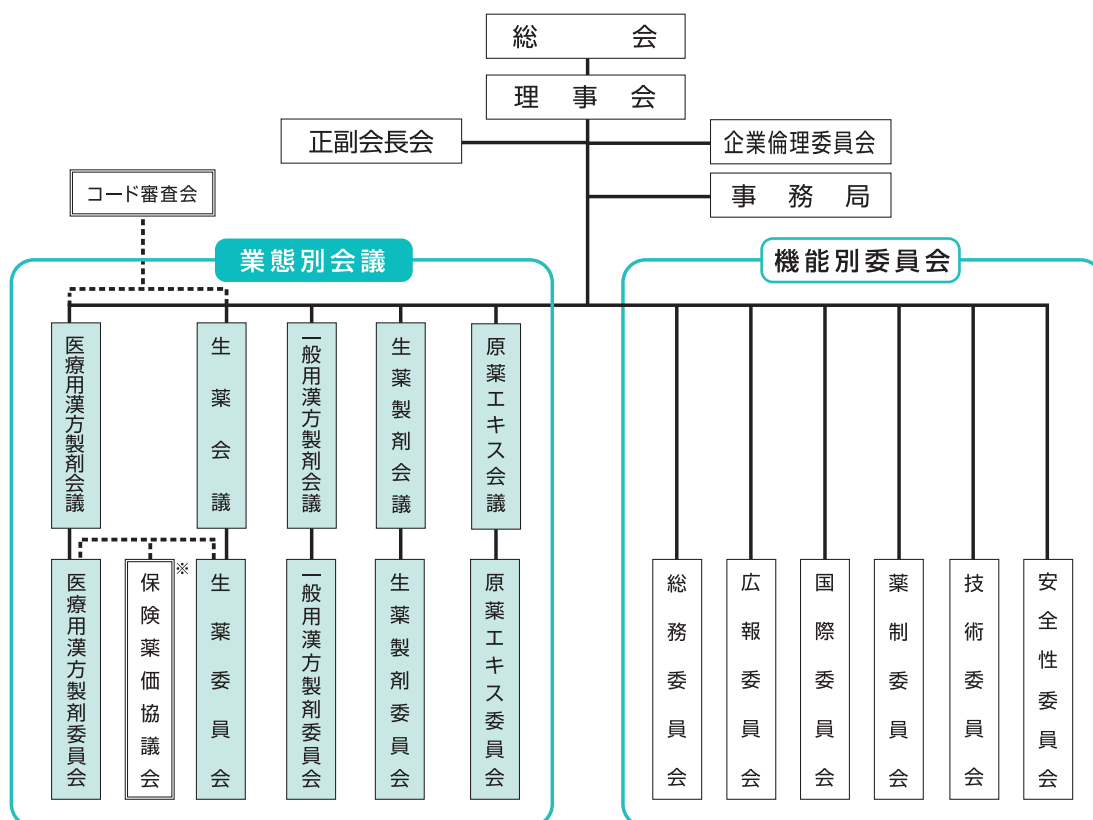 総会
理事会
正副会長会
企業倫理委員会
事務局
コード審査会
業態別会議
機能別委員会
医療用漢方製剤会議
生薬会議
一般用漢方製剤会議
生薬製剤会議
原薬エキス会議
医療用漢方製剤委員会
保険薬価協議会
※
生薬委員会
一般用漢方製剤委員会
生薬製剤委員会
原薬エキス委員会
総務委員会
広報委員会
国際委員会
薬制委員会
技術委員会
安全性委員会